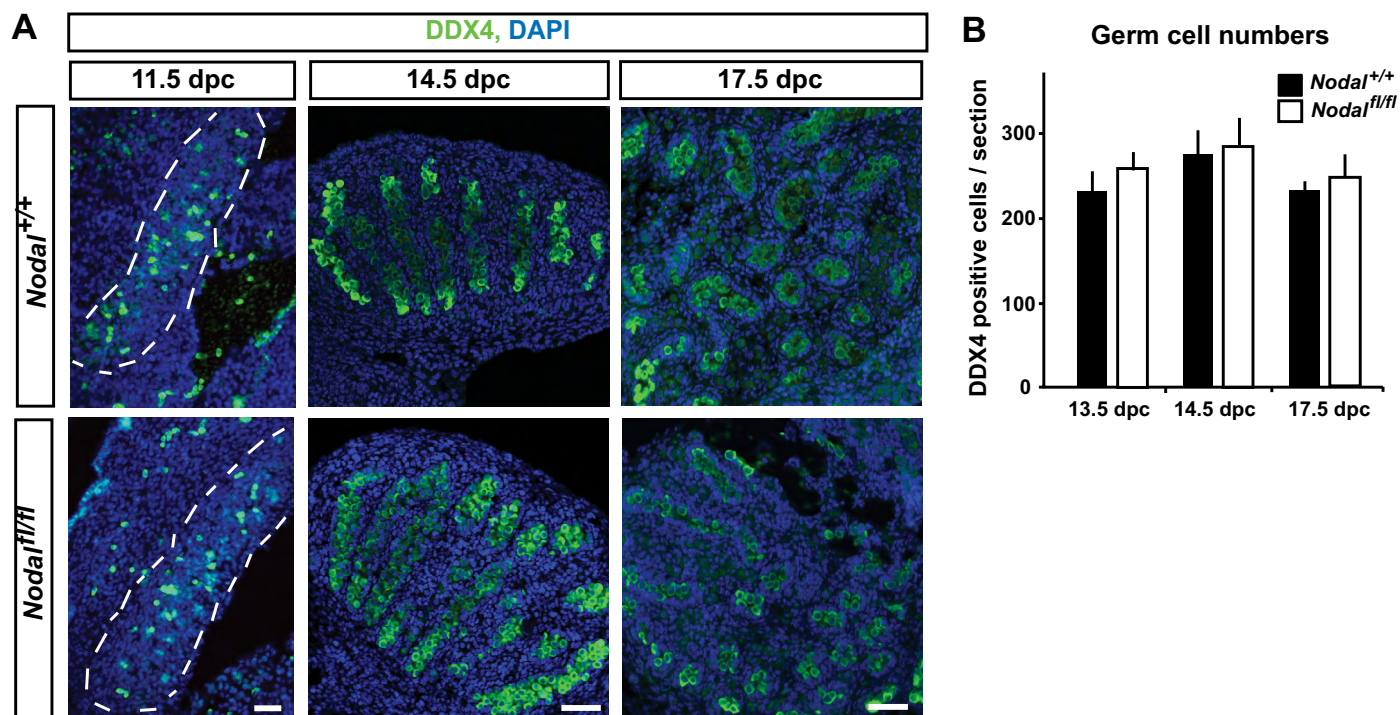 A
DDX4, DAPI
11.5 dpc
14.5 dpc
17.5 dpc
Nodal+/+
Nodalfl/fl
B
Germ cell numbers
Nodal+/+
Nodalfl/fl
DDX4 positive cells / section
300
200
100
0
13.5 dpc
14.5 dpc
17.5 dpc